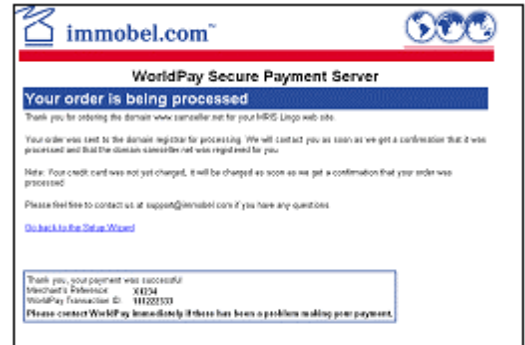 immobel.com™
WorldPay Secure Payment Server
Your order is being processed
Thank you for ordering the domain www.samseller.net for your MRIS Lingo web site.
Your order was sent to the domain registrar for processing. We will contact you as soon as we get a confirmation that it was
processed and that the domain samseller.net was registered for you.
Note: Your credit card was not yet charged, it will be charged as soon as we get a confirmation that your order was
processed
Please feel free to contact us at support@immobel.com if you have any questions
Go back to the Setup Wizard
Thank you, your payment was successful
Merchant's Reference: X4234
WorldPay Transaction ID: 111222333
Please contact WorldPay immediately if there has been a problem making your payment.